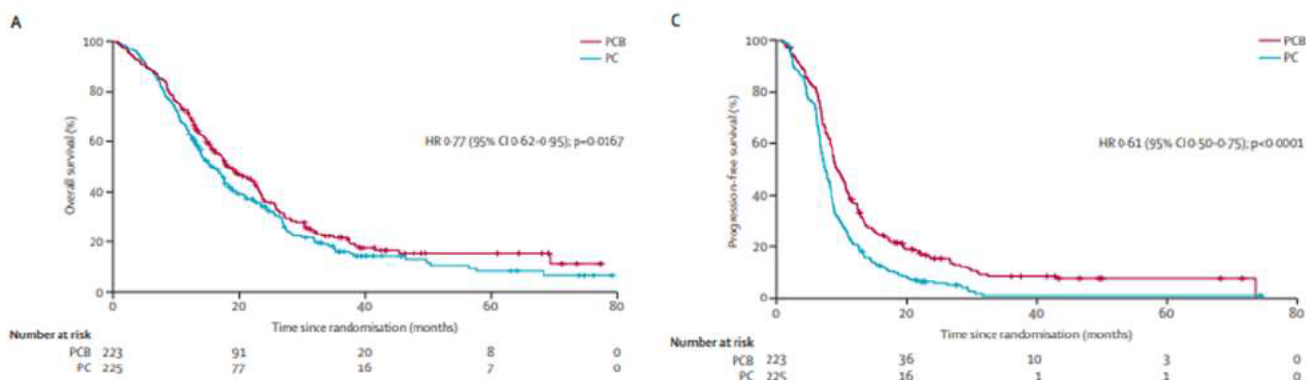 A
100
80
60
40
20
0
Overall survival (%)
PCB
PC
HR 0·77 (95% CI 0·62–0·95); p=0·0167
0 20 40 60 80
Time since randomisation (months)
Number at risk
PCB 223 91 20 8 0
PC 225 77 16 7 0
C
100
80
60
40
20
0
Progression-free survival (%)
PCB
PC
HR 0·61 (95% CI 0·50–0·75); p<0·0001
0 20 40 60 80
Time since randomisation (months)
Number at risk
PCB 223 36 10 3 0
PC 225 16 1 1 0